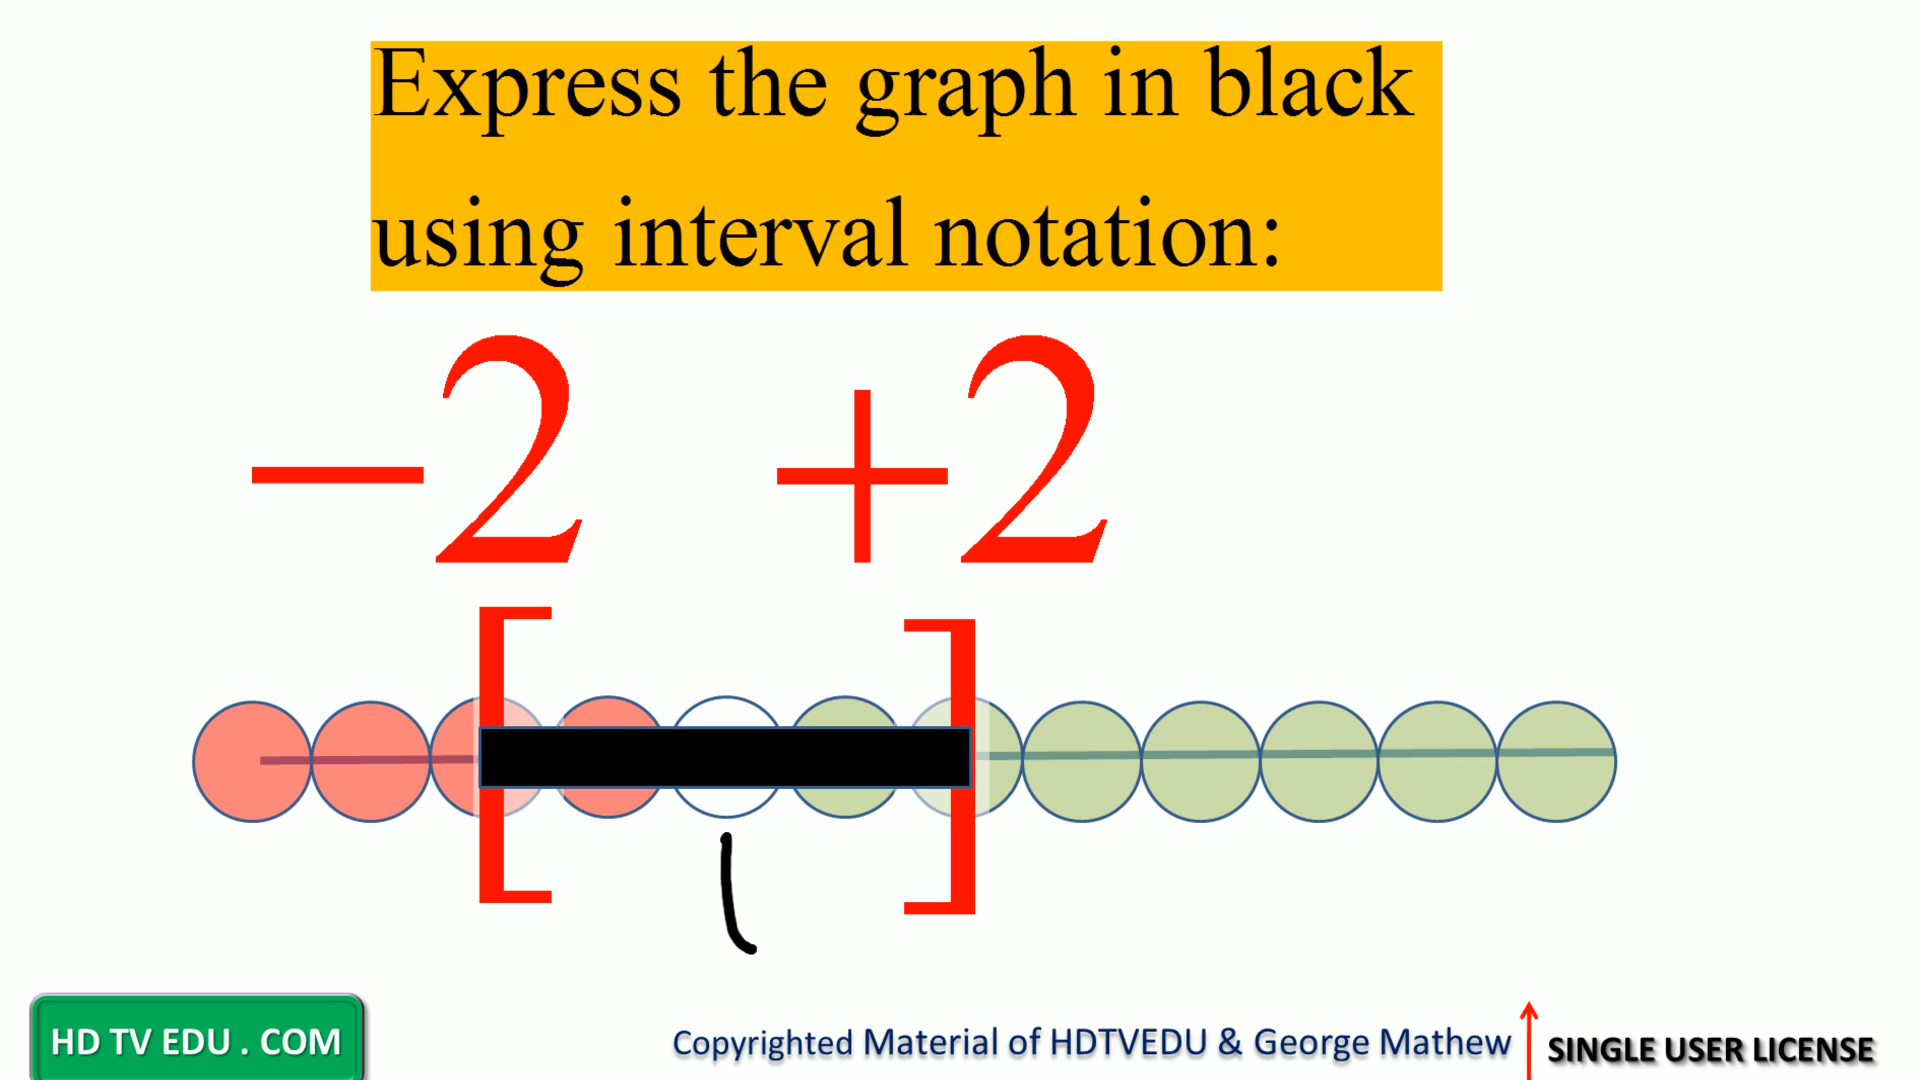 Express the graph in black
using interval notation:
−2 +2
[ ]
HD TV EDU . COM
Copyrighted Material of HDTVEDU & George Mathew
SINGLE USER LICENSE